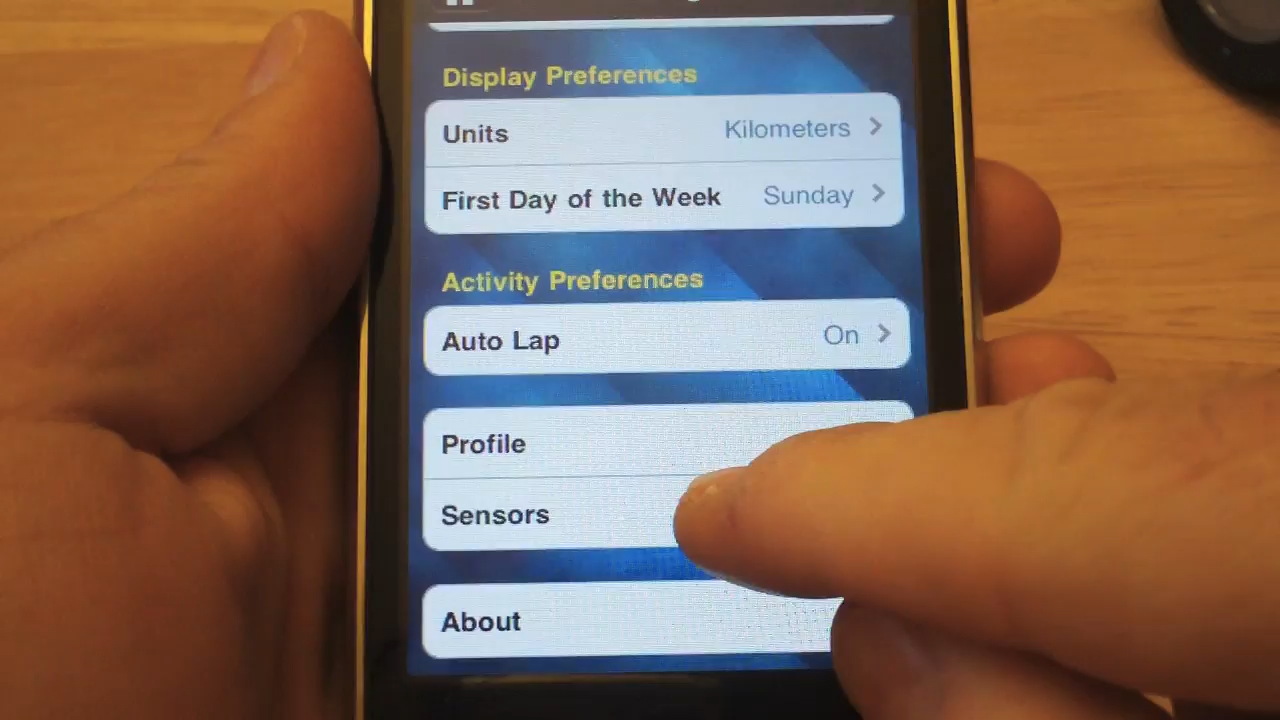 Display Preferences
Units Kilometers
First Day of the Week Sunday
Activity Preferences
Auto Lap On
Profile
Sensors
About